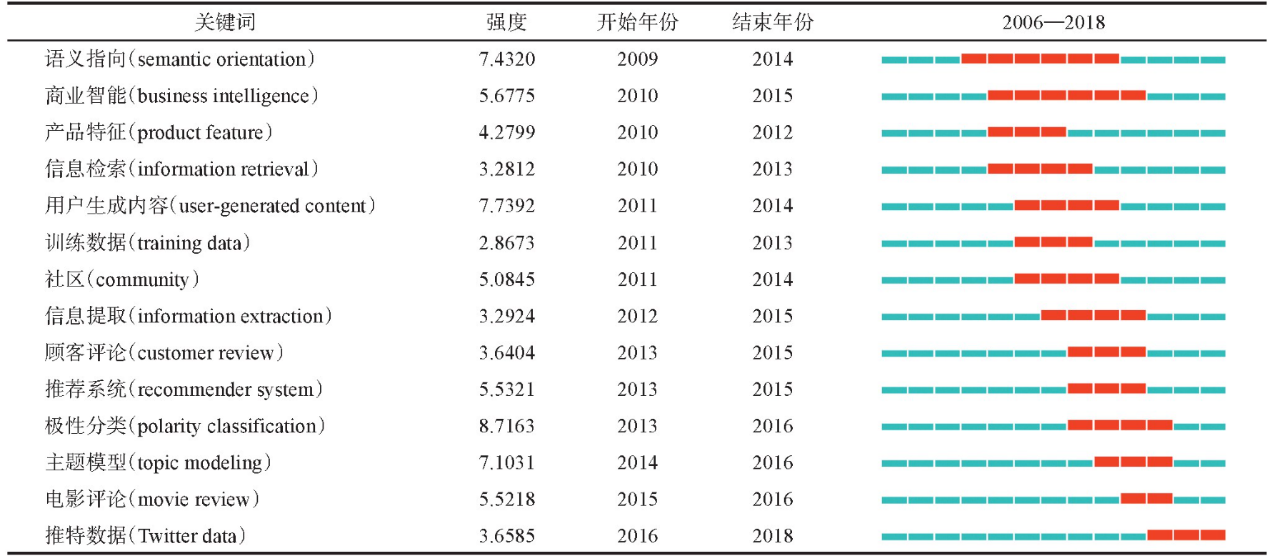 关键词 强度 开始年份 结束年份 2006—2018
语义指向(semantic orientation) 7.4320 2009 2014
商业智能(business intelligence) 5.6775 2010 2015
产品特征(product feature) 4.2799 2010 2012
信息检索(information retrieval) 3.2812 2010 2013
用户生成内容(user-generated content) 7.7392 2011 2014
训练数据(training data) 2.8673 2011 2013
社区(community) 5.0845 2011 2014
信息提取(information extraction) 3.2924 2012 2015
顾客评论(customer review) 3.6404 2013 2015
推荐系统(recommender system) 5.5321 2013 2015
极性分类(polarity classification) 8.7163 2013 2016
主题模型(topic modeling) 7.1031 2014 2016
电影评论(movie review) 5.5218 2015 2016
推特数据(Twitter data) 3.6585 2016 2018